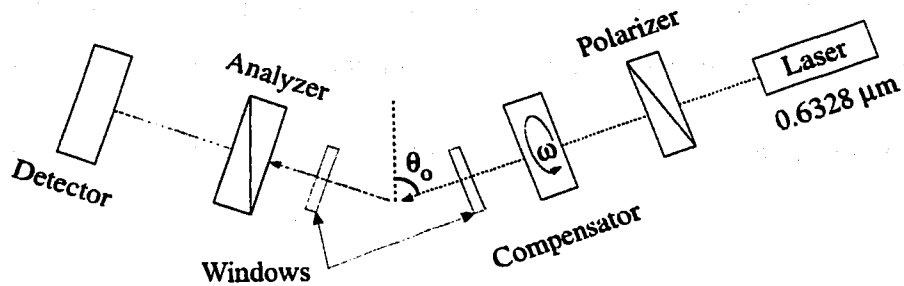 Polarizer
Laser
0.6328 μm
Analyzer
θo
ω
Detector
Compensator
Windows